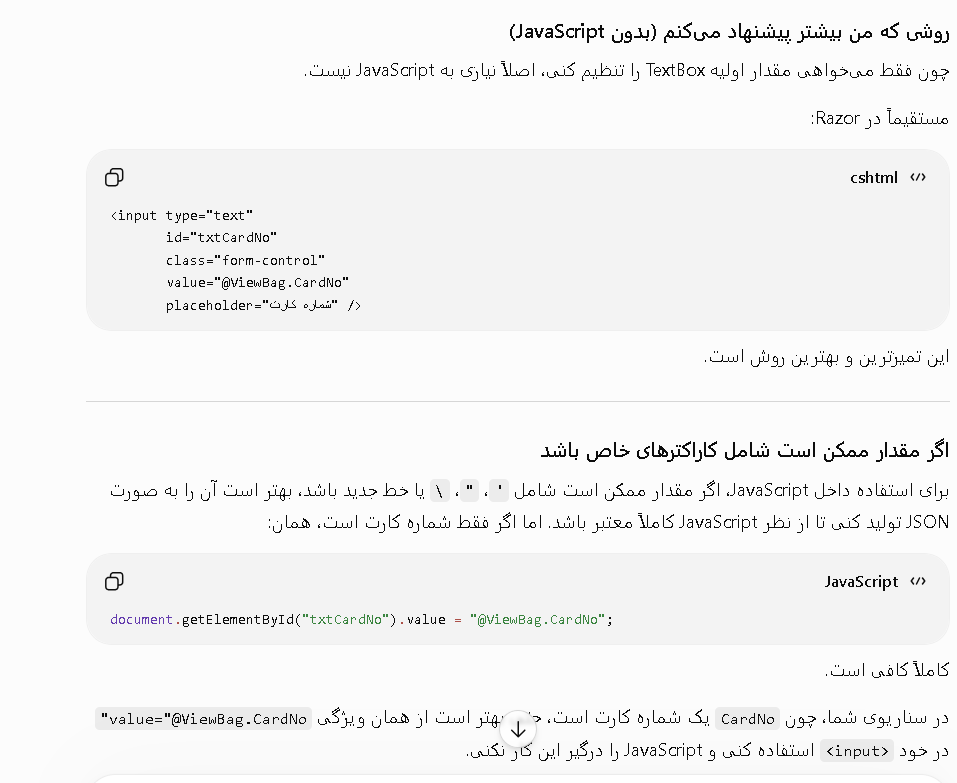 روشی که من بیشتر پیشنهاد می‌کنم (بدون JavaScript)
چون فقط می‌خواهی مقدار اولیه TextBox را تنظیم کنی، اصلاً نیازی به JavaScript نیست.
مستقیماً در Razor:
cshtml </>
<input type="text"
id="txtCardNo"
class="form-control"
value="@ViewBag.CardNo"
placeholder="شماره کارت" />
این تمیزترین و بهترین روش است.
اگر مقدار ممکن است شامل کاراکترهای خاص باشد
برای استفاده داخل JavaScript، اگر مقدار ممکن است شامل '، "، \ یا خط جدید باشد، بهتر است آن را به صورت
JSON تولید کنی تا از نظر JavaScript کاملاً معتبر باشد. اما اگر فقط شماره کارت است، همان:
JavaScript </>
document.getElementById("txtCardNo").value = "@ViewBag.CardNo";
کاملاً کافی است.
در سناریوی شما، چون CardNo یک شماره کارت است، بهتر است از همان ویژگی value="@ViewBag.CardNo"
در خود <input> استفاده کنی و JavaScript را درگیر این کار نکنی.